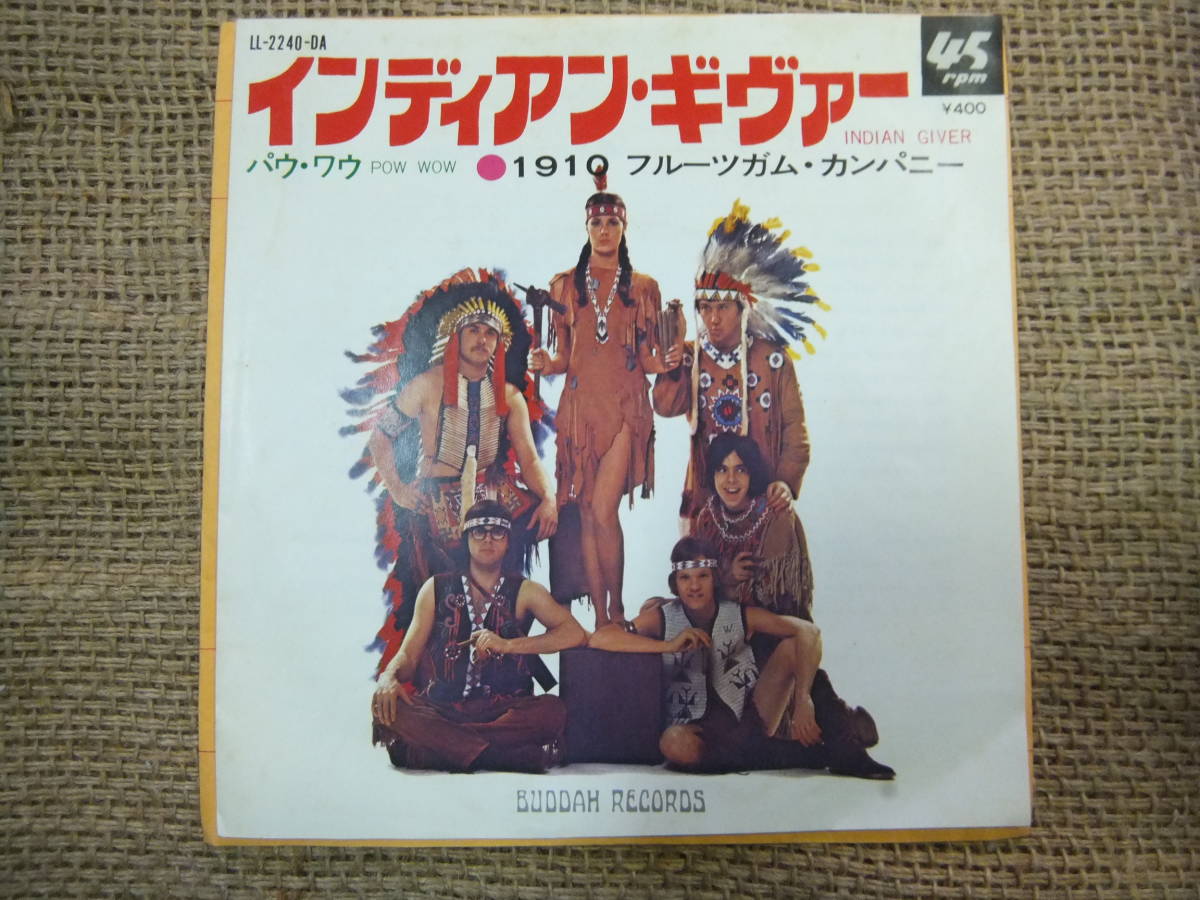 LL-2240-DA
45
rpm
インディアン・ギヴァー
¥400
INDIAN GIVER
パウ・ワウ POW WOW ●1910 フルーツガム・カンパニー
BUDDAH RECORDS